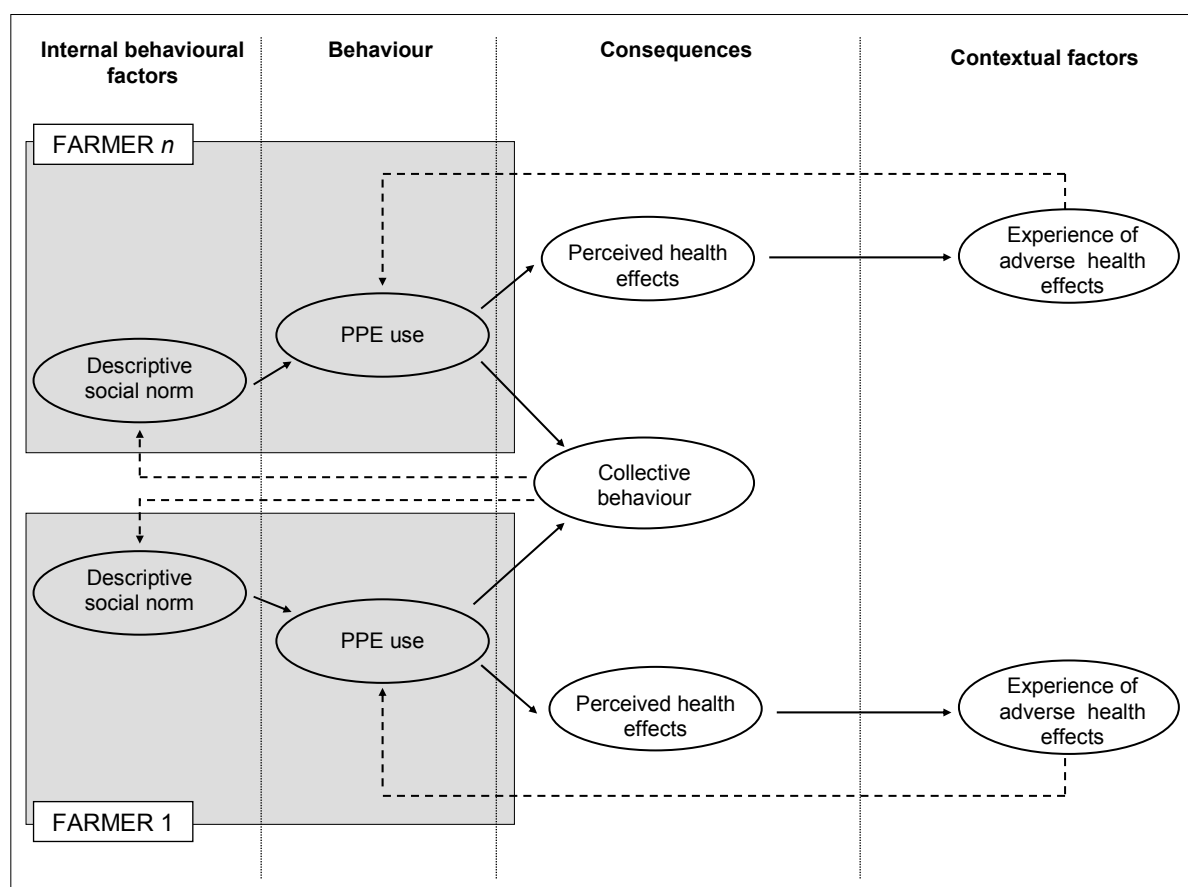 Internal behavioural
factors
Behaviour
Consequences
Contextual factors
FARMER n
Perceived health
effects
Experience of
adverse health
effects
PPE use
Descriptive
social norm
Collective
behaviour
Descriptive
social norm
PPE use
Perceived health
effects
Experience of
adverse health
effects
FARMER 1